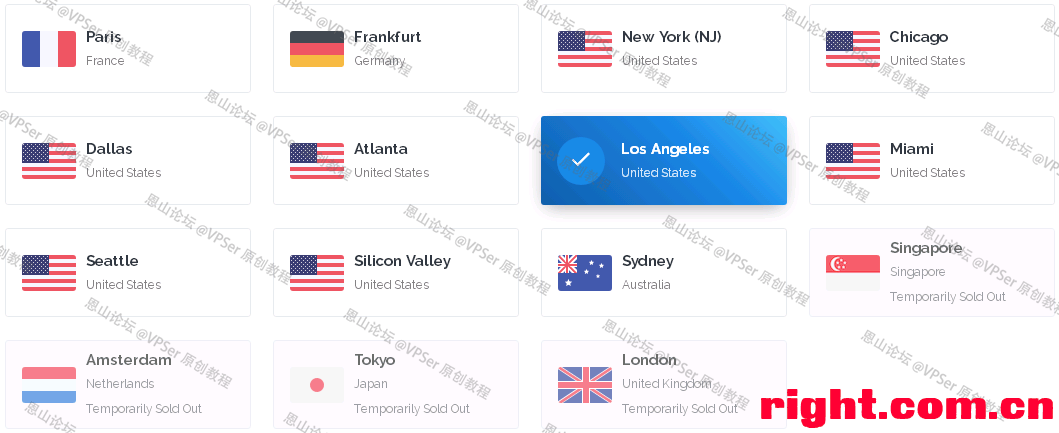 Paris
France
Frankfurt
Germany
New York (NJ)
United States
Chicago
United States
Dallas
United States
Atlanta
United States
Los Angeles
United States
Miami
United States
Seattle
United States
Silicon Valley
United States
Sydney
Australia
Singapore
Singapore
Temporarily Sold Out
Amsterdam
Netherlands
Temporarily Sold Out
Tokyo
Japan
Temporarily Sold Out
London
United Kingdom
Temporarily Sold Out
恩山论坛 @VPSer 原创教程
right.com.cn